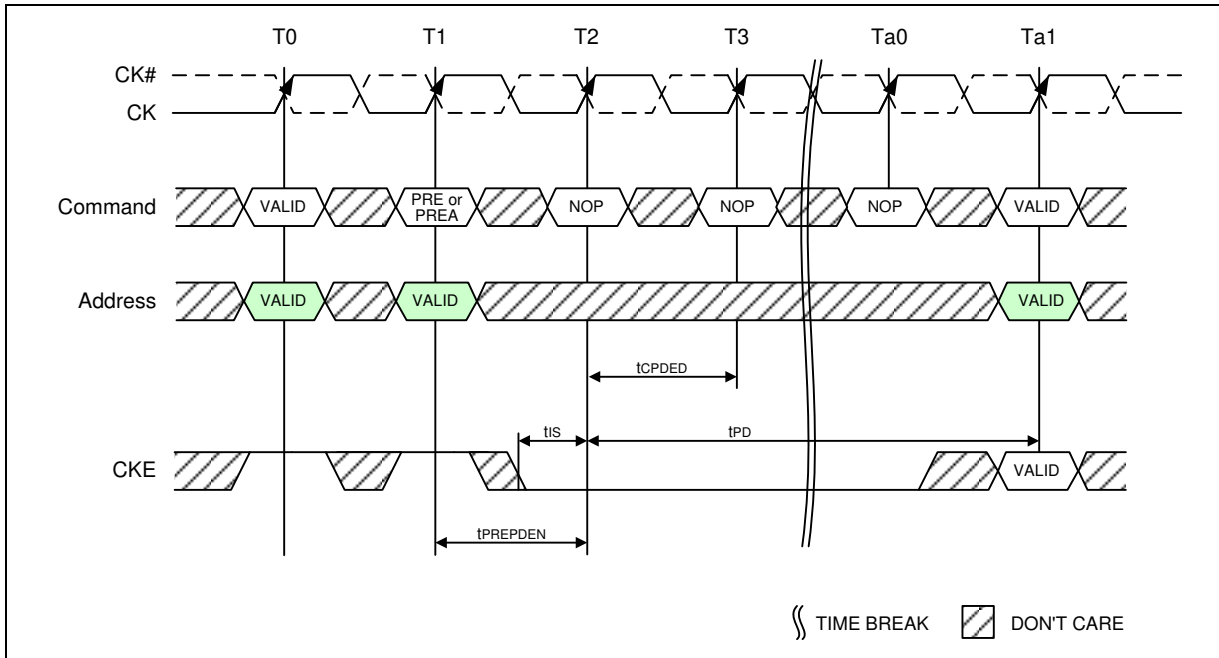 T0 T1 T2 T3 Ta0 Ta1
CK#
CK
Command VALID PRE or PREA NOP NOP NOP VALID
Address VALID VALID VALID
tCPDED
tIS tPD
CKE VALID
tPREPDEN
TIME BREAK DON'T CARE